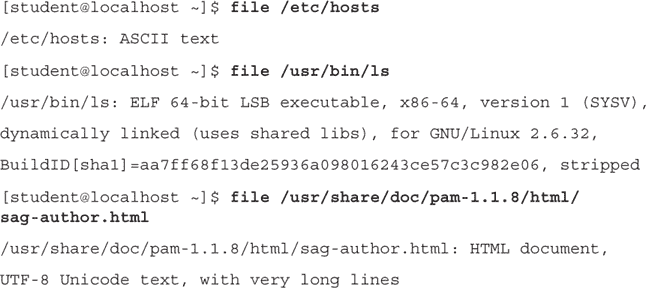 [student@localhost ~]$ file /etc/hosts
/etc/hosts: ASCII text
[student@localhost ~]$ file /usr/bin/ls
/usr/bin/ls: ELF 64-bit LSB executable, x86-64, version 1 (SYSV),
dynamically linked (uses shared libs), for GNU/Linux 2.6.32,
BuildID[sha1]=aa7ff68f13de25936a098016243ce57c3c982e06, stripped
[student@localhost ~]$ file /usr/share/doc/pam-1.1.8/html/
sag-author.html
/usr/share/doc/pam-1.1.8/html/sag-author.html: HTML document,
UTF-8 Unicode text, with very long lines